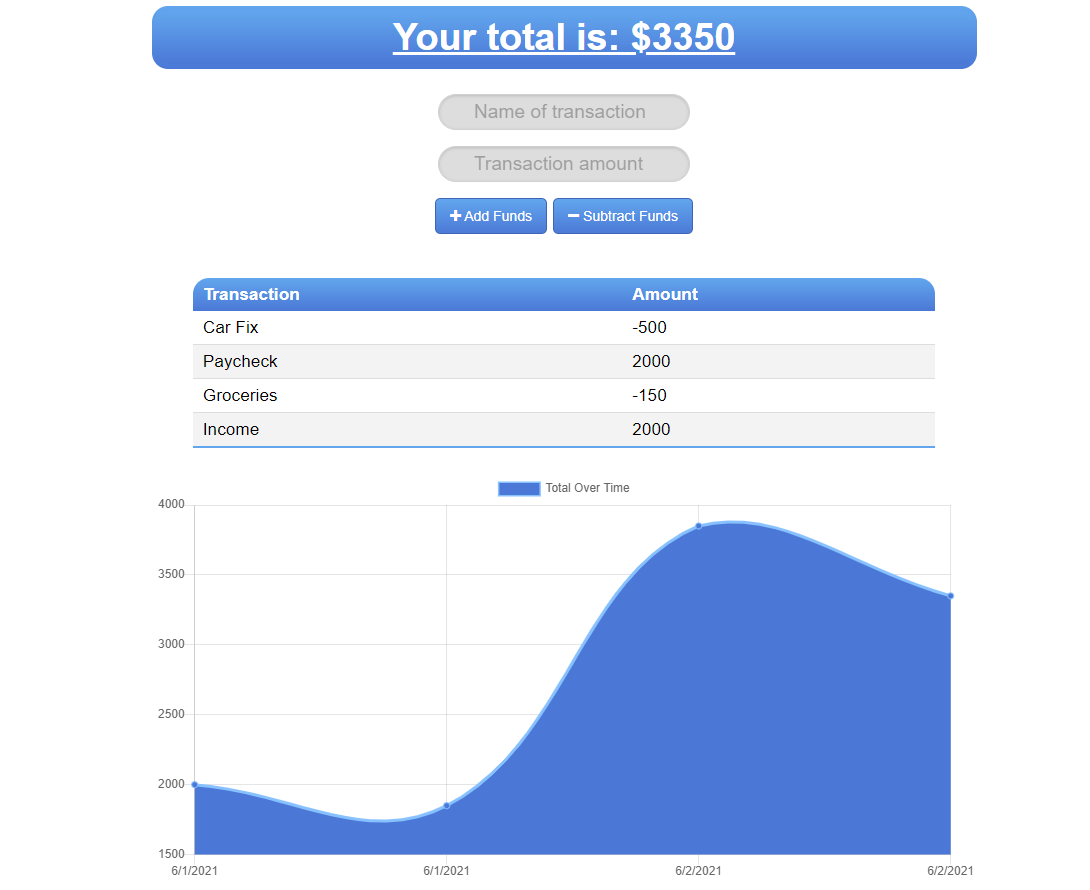 Your total is: $3350
Name of transaction
Transaction amount
Add Funds
Subtract Funds
Transaction Amount
Car Fix -500
Paycheck 2000
Groceries -150
Income 2000
Total Over Time
4000
3500
3000
2500
2000
1500
6/1/2021 6/1/2021 6/2/2021 6/2/2021